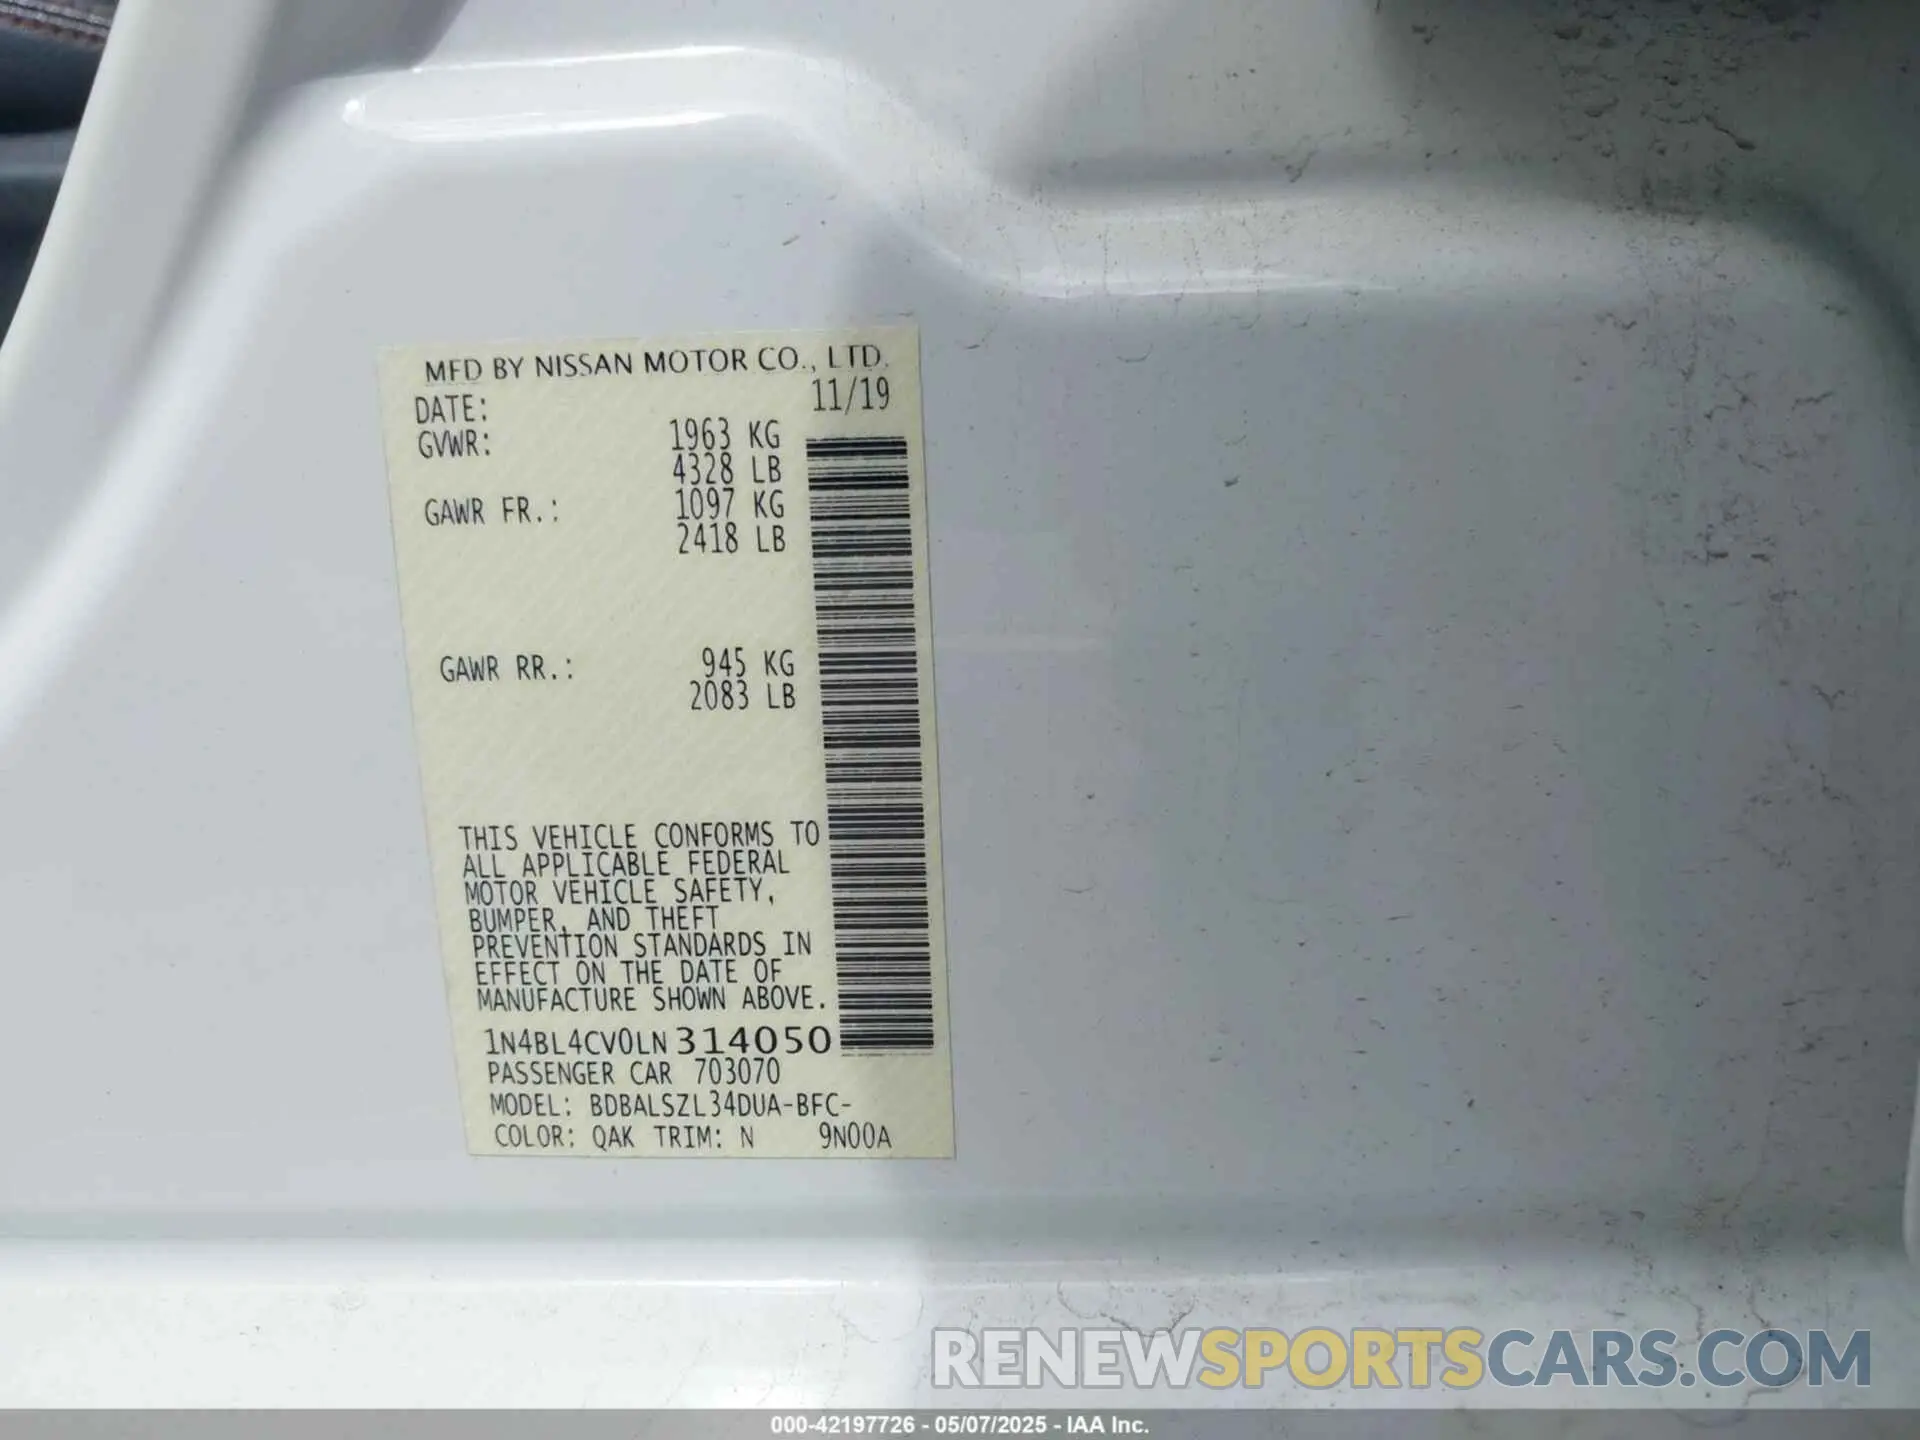 MFD BY NISSAN MOTOR CO., LTD.
DATE: 11/19
GVWR: 1963 KG
4328 LB
GAWR FR.: 1097 KG
2418 LB
GAWR RR.: 945 KG
2083 LB
THIS VEHICLE CONFORMS TO
ALL APPLICABLE FEDERAL
MOTOR VEHICLE SAFETY,
BUMPER, AND THEFT
PREVENTION STANDARDS IN
EFFECT ON THE DATE OF
MANUFACTURE SHOWN ABOVE.
1N4BL4CV0LN314050
PASSENGER CAR 703070
MODEL: BDBALSZL34DUA-BFC-
COLOR: QAK TRIM: N 9N00A
RENEWSPORTSCARS.COM
000-42197726 - 05/07/2025 - IAA Inc.